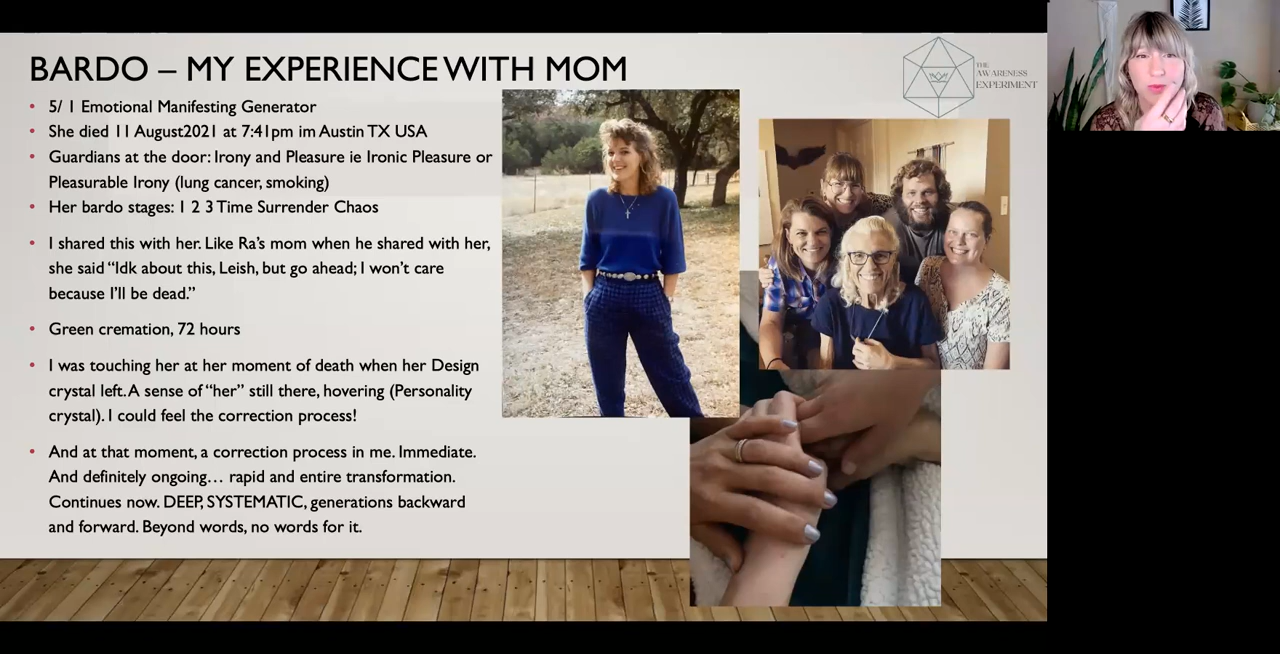 BARDO – MY EXPERIENCE WITH MOM
THE
AWARENESS
EXPERIMENT
• 5/ 1 Emotional Manifesting Generator
• She died 11 August2021 at 7:41pm im Austin TX USA
• Guardians at the door: Irony and Pleasure ie Ironic Pleasure or
Pleasurable Irony (lung cancer, smoking)
• Her bardo stages: 1 2 3 Time Surrender Chaos
• I shared this with her. Like Ra’s mom when he shared with her,
she said “Idk about this, Leish, but go ahead; I won’t care
because I’ll be dead.”
• Green cremation, 72 hours
• I was touching her at her moment of death when her Design
crystal left. A sense of “her” still there, hovering (Personality
crystal). I could feel the correction process!
• And at that moment, a correction process in me. Immediate.
And definitely ongoing… rapid and entire transformation.
Continues now. DEEP, SYSTEMATIC, generations backward
and forward. Beyond words, no words for it.